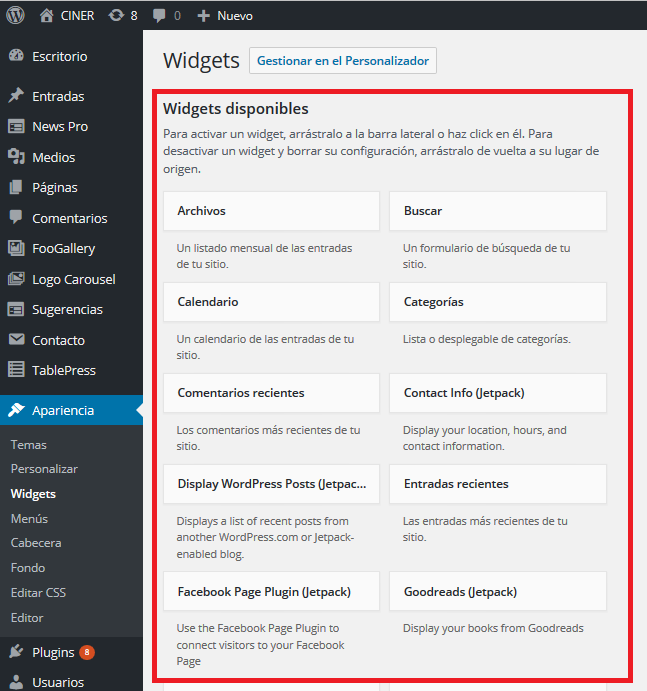 CINER 8 0 + Nuevo
Escritorio
Entradas
News Pro
Medios
Páginas
Comentarios
FooGallery
Logo Carousel
Sugerencias
Contacto
TablePress
Apariencia
Temas
Personalizar
Widgets
Menús
Cabecera
Fondo
Editar CSS
Editor
Plugins 8
Usuarios
Widgets Gestionar en el Personalizador
Widgets disponibles
Para activar un widget, arrástralo a la barra lateral o haz click en él. Para
desactivar un widget y borrar su configuración, arrástralo de vuelta a su lugar de
origen.
Archivos
Un listado mensual de las entradas
de tu sitio.
Buscar
Un formulario de búsqueda de tu
sitio.
Calendario
Un calendario de las entradas de tu
sitio.
Categorías
Lista o desplegable de categorías.
Comentarios recientes
Los comentarios más recientes de tu
sitio.
Contact Info (Jetpack)
Display your location, hours, and
contact information.
Display WordPress Posts (Jetpac...
Displays a list of recent posts from
another WordPress.com or Jetpack-
enabled blog.
Entradas recientes
Las entradas más recientes de tu
sitio.
Facebook Page Plugin (Jetpack)
Use the Facebook Page Plugin to
connect visitors to your Facebook
Page
Goodreads (Jetpack)
Display your books from Goodreads